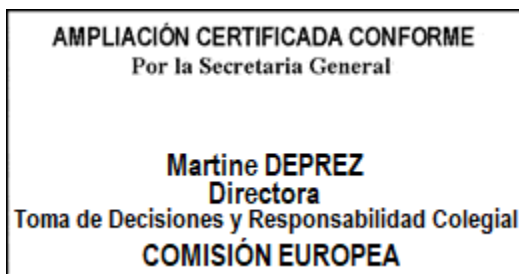 AMPLIACIÓN CERTIFICADA CONFORME
Por la Secretaria General
Martine DEPREZ
Directora
Toma de Decisiones y Responsabilidad Colegial
COMISIÓN EUROPEA